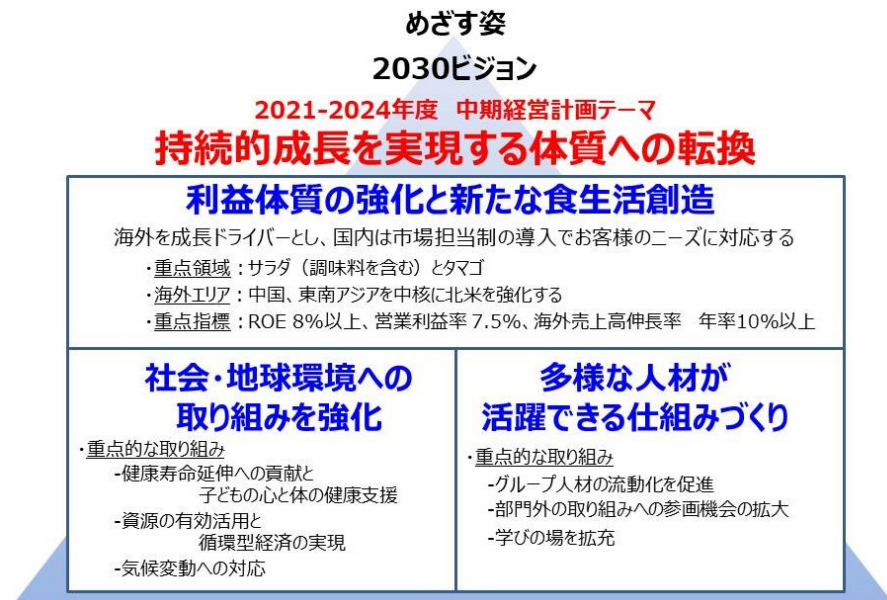 めざす姿
2030ビジョン
2021-2024年度 中期経営計画テーマ
持続的成長を実現する体質への転換
利益体質の強化と新たな食生活創造
海外を成長ドライバーとし、国内は市場担当制の導入でお客様のニーズに対応する
・重点領域：サラダ（調味料を含む）とタマゴ
・海外エリア：中国、東南アジアを中核に北米を強化する
・重点指標：ROE 8%以上、営業利益率 7.5%、海外売上高伸長率 年率10%以上
社会・地球環境への
取り組みを強化
・重点的な取り組み
-健康寿命延伸への貢献と
子どもの心と体の健康支援
-資源の有効活用と
循環型経済の実現
-気候変動への対応
多様な人材が
活躍できる仕組みづくり
・重点的な取り組み
-グループ人材の流動化を促進
-部門外の取り組みへの参画機会の拡大
-学びの場を拡充